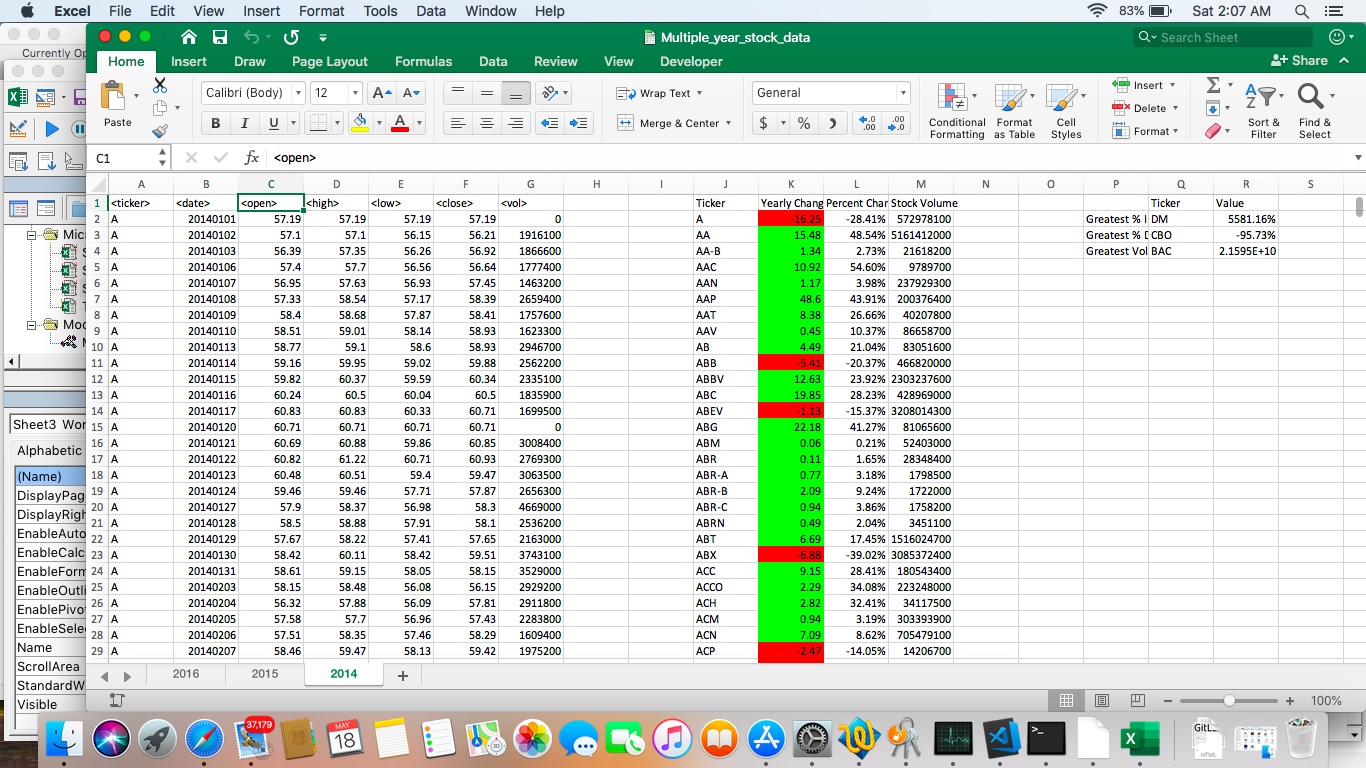 Excel File Edit View Insert Format Tools Data Window Help 83% Sat 2:07 AM
Currently Op
Multiple_year_stock_data
Search Sheet
Home Insert Draw Page Layout Formulas Data Review View Developer
Share
Paste
Calibri (Body) 12 A A
B I U A
Wrap Text
Merge & Center
General
$ % ) .0 .00 .00 .0
Conditional Formatting
Format as Table
Cell Styles
Insert
Delete
Format
Sort & Filter
Find & Select
C1 fx <open>
A B C D E F G H I J K L M N O P Q R S
1 <ticker> <date> <open> <high> <low> <close> <vol> Ticker Yearly Chang Percent Char Stock Volume Ticker Value
2 A 20140101 57.19 57.19 57.19 57.19 0 A -16.25 -28.41% 572978100 Greatest % I DM 5581.16%
3 A 20140102 57.1 57.1 56.15 56.21 1916100 AA 15.48 48.54% 5161412000 Greatest % D CBO -95.73%
4 A 20140103 56.39 57.35 56.26 56.92 1866600 AA-B 1.34 2.73% 21618200 Greatest Vol BAC 2.1595E+10
5 A 20140106 57.4 57.7 56.56 56.64 1777400 AAC 10.92 54.60% 9789700
6 A 20140107 56.95 57.63 56.93 57.45 1463200 AAN 1.17 3.98% 237929300
7 A 20140108 57.33 58.54 57.17 58.39 2659400 AAP 48.6 43.91% 200376400
8 A 20140109 58.4 58.68 57.87 58.41 1757600 AAT 8.38 26.66% 40207800
9 A 20140110 58.51 59.01 58.14 58.93 1623300 AAV 0.45 10.37% 86658700
10 A 20140113 58.77 59.1 58.6 58.93 2946700 AB 4.49 21.04% 83051600
11 A 20140114 59.16 59.95 59.02 59.88 2562200 ABB -5.41 -20.37% 466820000
12 A 20140115 59.82 60.37 59.59 60.34 2335100 ABBV 12.63 23.92% 2303237600
13 A 20140116 60.24 60.5 60.04 60.5 1835900 ABC 19.85 28.23% 428969000
14 A 20140117 60.83 60.83 60.33 60.71 1699500 ABEV -1.13 -15.37% 3208014300
15 A 20140120 60.71 60.71 60.71 60.71 0 ABG 22.18 41.27% 81065600
16 A 20140121 60.69 60.88 59.86 60.85 3008400 ABM 0.06 0.21% 52403000
17 A 20140122 60.82 61.22 60.71 60.93 2769300 ABR 0.11 1.65% 28348400
18 A 20140123 60.48 60.51 59.4 59.47 3063500 ABR-A 0.77 3.18% 1798500
19 A 20140124 59.46 59.46 57.71 57.87 2656300 ABR-B 2.09 9.24% 1722000
20 A 20140127 57.9 58.37 56.98 58.3 4669000 ABR-C 0.94 3.86% 1758200
21 A 20140128 58.5 58.88 57.91 58.1 2536200 ABRN 0.49 2.04% 3451100
22 A 20140129 57.67 58.22 57.41 57.65 2163000 ABT 6.69 17.45% 1516024700
23 A 20140130 58.42 60.11 58.42 59.51 3743100 ABX -6.88 -39.02% 3085372400
24 A 20140131 58.61 59.15 58.05 58.15 3529000 ACC 9.15 28.41% 180543400
25 A 20140203 58.15 58.48 56.08 56.15 2929200 ACCO 2.29 34.08% 223248000
26 A 20140204 56.32 57.88 56.09 57.81 2911800 ACH 2.82 32.41% 34117500
27 A 20140205 57.58 57.7 56.96 57.43 2283800 ACM 0.94 3.19% 303393900
28 A 20140206 57.51 58.35 57.46 58.29 1609400 ACN 7.09 8.62% 705479100
29 A 20140207 58.46 59.47 58.13 59.42 1975200 ACP -2.47 -14.05% 14206700
Mic
Moc
Sheet3 Wor
Alphabetic
(Name)
DisplayPag
DisplayRigh
EnableAuto
EnableCalc
EnableForm
EnableOutli
EnablePivo
EnableSele
Name
ScrollArea
StandardW
Visible
2016 2015 2014 +
100%
37,179
MAY 18
GitL
HTML